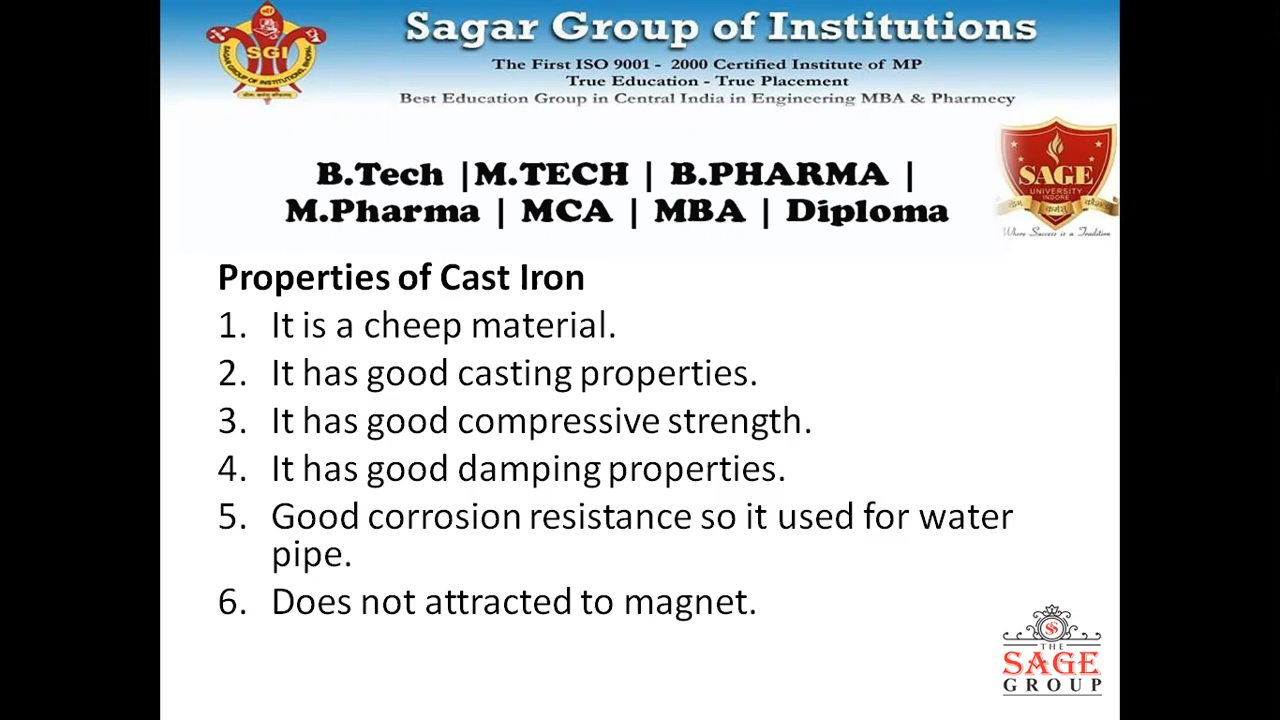 Sagar Group of Institutions
SGI
The First ISO 9001 - 2000 Certified Institute of MP
True Education - True Placement
Best Education Group in Central India in Engineering MBA & Pharmecy
B.Tech |M.TECH | B.PHARMA |
M.Pharma | MCA | MBA | Diploma
SAGE
UNIVERSITY
INDORE
Where Success is a Tradition
Properties of Cast Iron
1. It is a cheep material.
2. It has good casting properties.
3. It has good compressive strength.
4. It has good damping properties.
5. Good corrosion resistance so it used for water
pipe.
6. Does not attracted to magnet.
THE
SAGE
GROUP